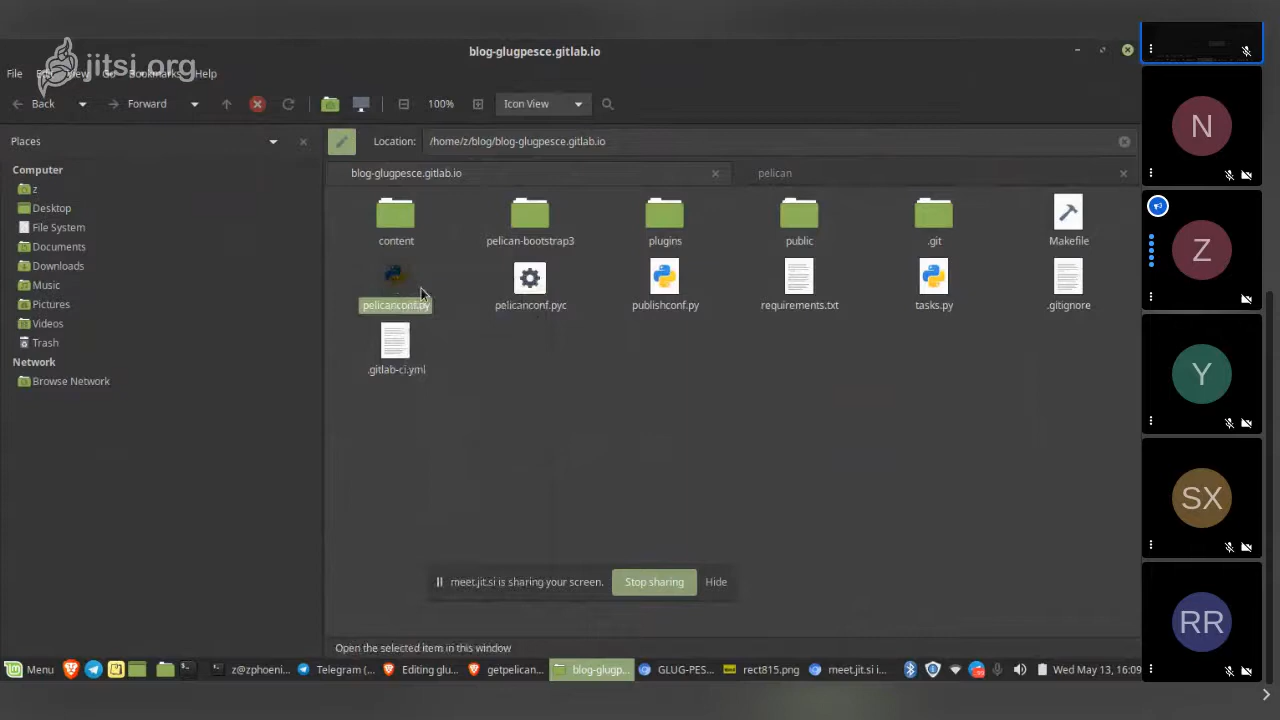 blog-glugpesce.gitlab.io
jitsi.org
File Edit View Go Bookmarks Help
Back Forward 100% Icon View
Places Location: /home/z/blog/blog-glugpesce.gitlab.io
blog-glugpesce.gitlab.io pelican
Computer
z
Desktop
File System
Documents
Downloads
Music
Pictures
Videos
Trash
Network
Browse Network
content pelican-bootstrap3 plugins public .git Makefile
pelicanconf.py pelicanconf.pyc publishconf.py requirements.txt tasks.py .gitignore
.gitlab-ci.yml
meet.jit.si is sharing your screen. Stop sharing Hide
Open the selected item in this window
Menu z@zphoeni... Telegram (... Editing glu... getpelican... blog-glugp... GLUG-PES... rect815.png meet.jit.si i... Wed May 13, 16:09
N
Z
Y
SX
RR